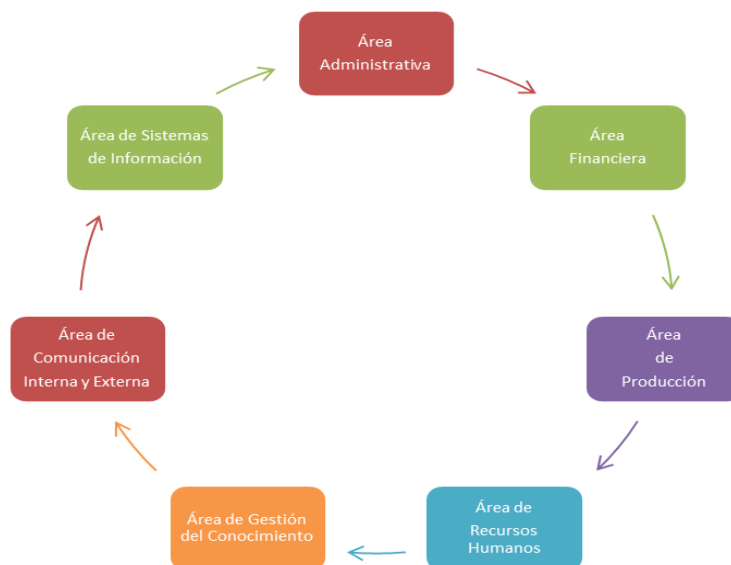 Área
Administrativa
Área
Financiera
Área
de
Producción
Área de
Recursos
Humanos
Área de Gestión
del Conocimiento
Área de
Comunicación
Interna y Externa
Área de Sistemas
de Información